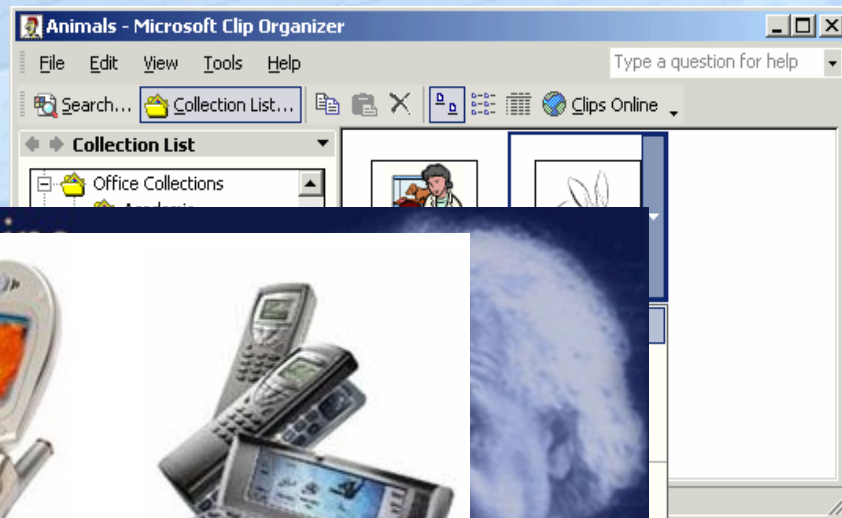 Animals - Microsoft Clip Organizer
File Edit View Tools Help Type a question for help
Search... Collection List... Clips Online
Collection List
Office Collections